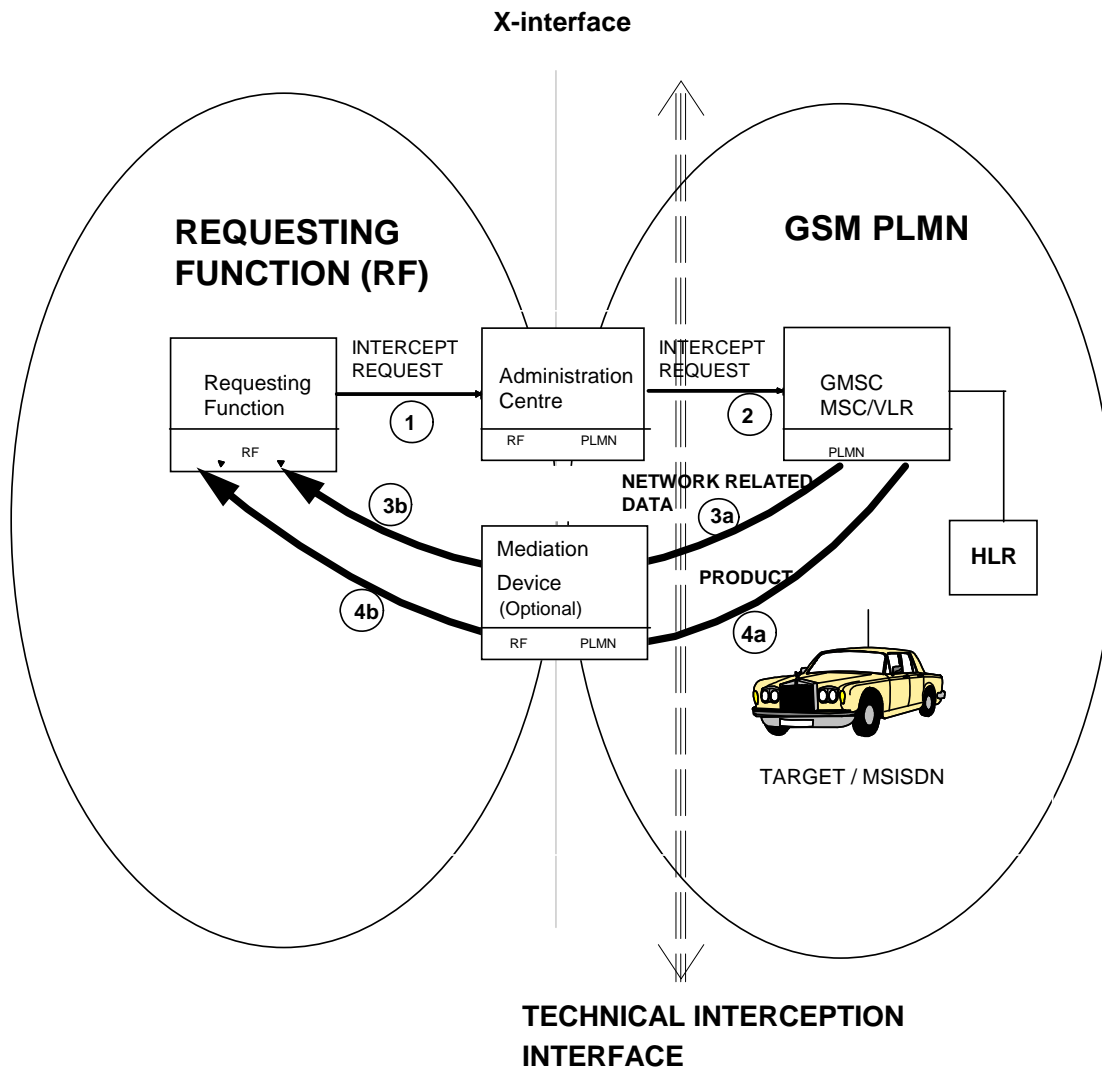 X-interface
REQUESTING
FUNCTION (RF)
GSM PLMN
INTERCEPT
REQUEST
INTERCEPT
REQUEST
Requesting
Function
Administration
Centre
GMSC
MSC/VLR
1
2
RF
RF PLMN
PLMN
NETWORK RELATED
DATA
3b
3a
Mediation
Device
(Optional)
HLR
PRODUCT
4b
4a
RF PLMN
TARGET / MSISDN
TECHNICAL INTERCEPTION
INTERFACE